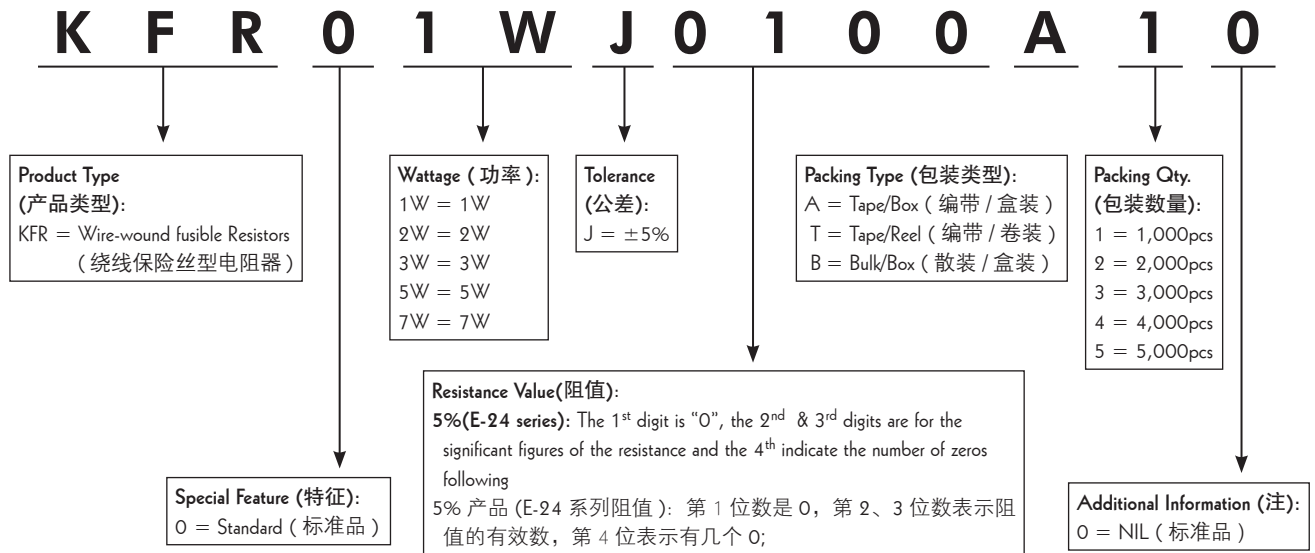 K F R 0 1 W J 0 1 0 0 A 1 0
Product Type
(产品类型):
KFR = Wire-wound fusible Resistors
(绕线保险丝型电阻器)
Wattage (功率):
1W = 1W
2W = 2W
3W = 3W
5W = 5W
7W = 7W
Tolerance
(公差):
J = ±5%
Packing Type (包装类型):
A = Tape/Box (编带/盒装)
T = Tape/Reel (编带/卷装)
B = Bulk/Box (散装/盒装)
Packing Qty.
(包装数量):
1 = 1,000pcs
2 = 2,000pcs
3 = 3,000pcs
4 = 4,000pcs
5 = 5,000pcs
Special Feature (特征):
0 = Standard (标准品)
Resistance Value(阻值):
5%(E-24 series): The 1st digit is “0”, the 2nd & 3rd digits are for the
significant figures of the resistance and the 4th indicate the number of zeros
following
5% 产品 (E-24 系列阻值): 第 1 位数是 0，第 2、3 位数表示阻
值的有效数，第 4 位表示有几个 0;
Additional Information (注):
0 = NIL (标准品)